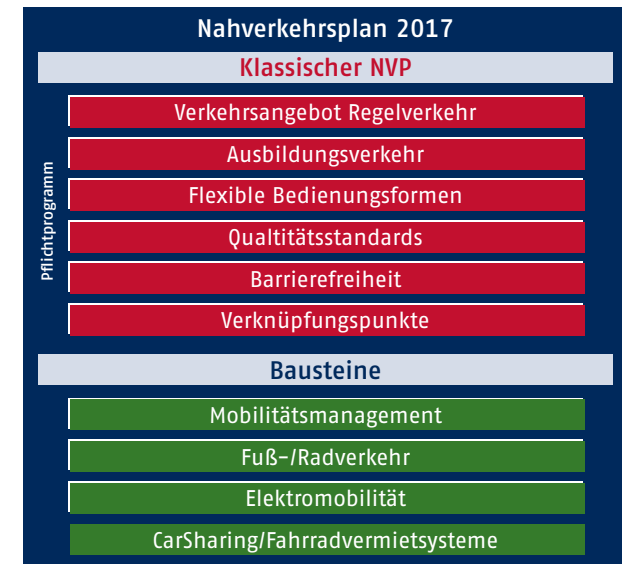 Nahverkehrsplan 2017
Klassischer NVP
Pflichtprogramm
Verkehrsangebot Regelverkehr
Ausbildungsverkehr
Flexible Bedienungsformen
Qualtitätsstandards
Barrierefreiheit
Verknüpfungspunkte
Bausteine
Mobilitätsmanagement
Fuß-/Radverkehr
Elektromobilität
CarSharing/Fahrradvermietsysteme